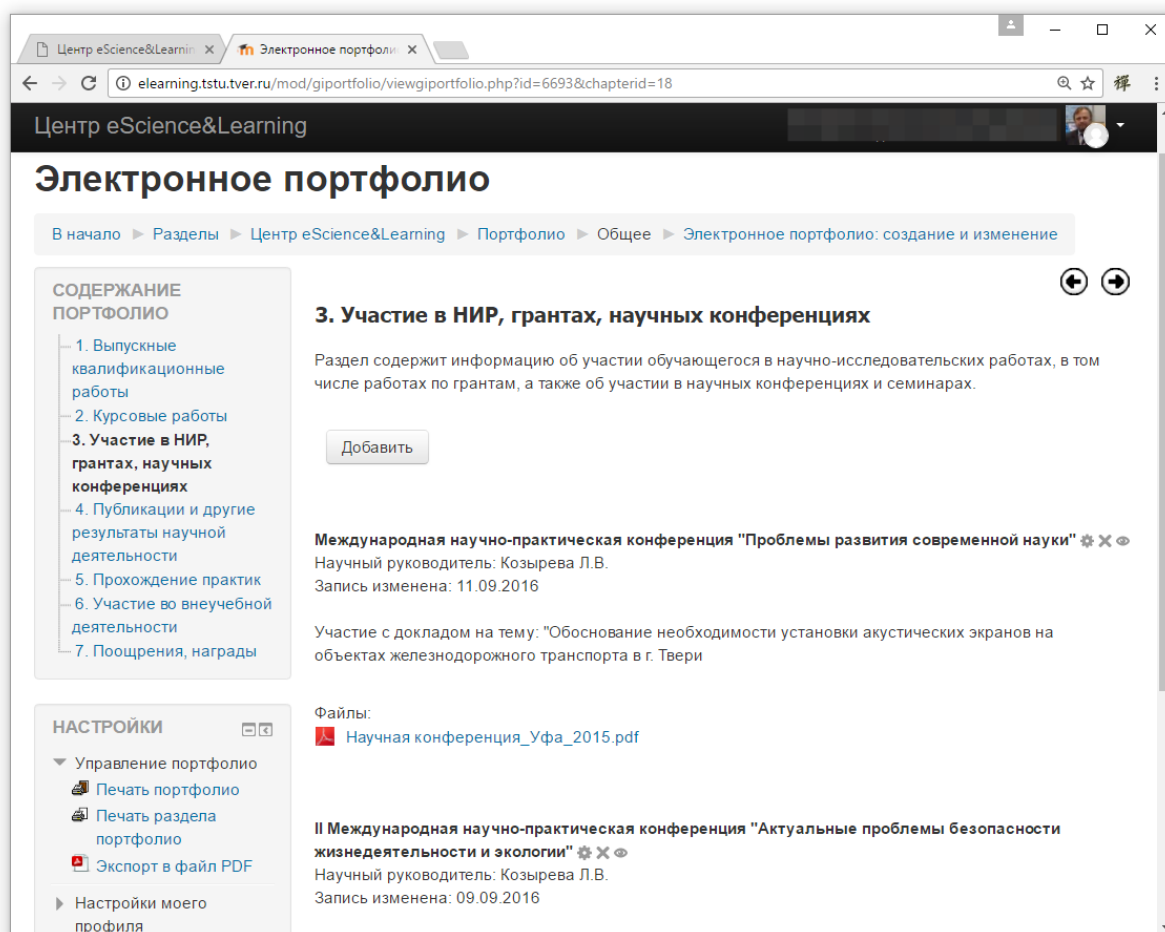 Центр eScience&Learnin
Электронное портфоли
elearning.tstu.tver.ru/mod/giportfolio/viewgiportfolio.php?id=6693&chapterid=18
禪
Центр eScience&Learning
Электронное портфолио
В начало ▶ Разделы ▶ Центр eScience&Learning ▶ Портфолио ▶ Общее ▶ Электронное портфолио: создание и изменение
СОДЕРЖАНИЕ
ПОРТФОЛИО
1. Выпускные
квалификационные
работы
2. Курсовые работы
3. Участие в НИР,
грантах, научных
конференциях
4. Публикации и другие
результаты научной
деятельности
5. Прохождение практик
6. Участие во внеучебной
деятельности
7. Поощрения, награды
НАСТРОЙКИ
Управление портфолио
Печать портфолио
Печать раздела
портфолио
Экспорт в файл PDF
Настройки моего
профиля
3. Участие в НИР, грантах, научных конференциях
Раздел содержит информацию об участии обучающегося в научно-исследовательских работах, в том
числе работах по грантам, а также об участии в научных конференциях и семинарах.
Добавить
Международная научно-практическая конференция "Проблемы развития современной науки"
Научный руководитель: Козырева Л.В.
Запись изменена: 11.09.2016
Участие с докладом на тему: "Обоснование необходимости установки акустических экранов на
объектах железнодорожного транспорта в г. Твери
Файлы:
Научная конференция_Уфа_2015.pdf
II Международная научно-практическая конференция "Актуальные проблемы безопасности
жизнедеятельности и экологии"
Научный руководитель: Козырева Л.В.
Запись изменена: 09.09.2016